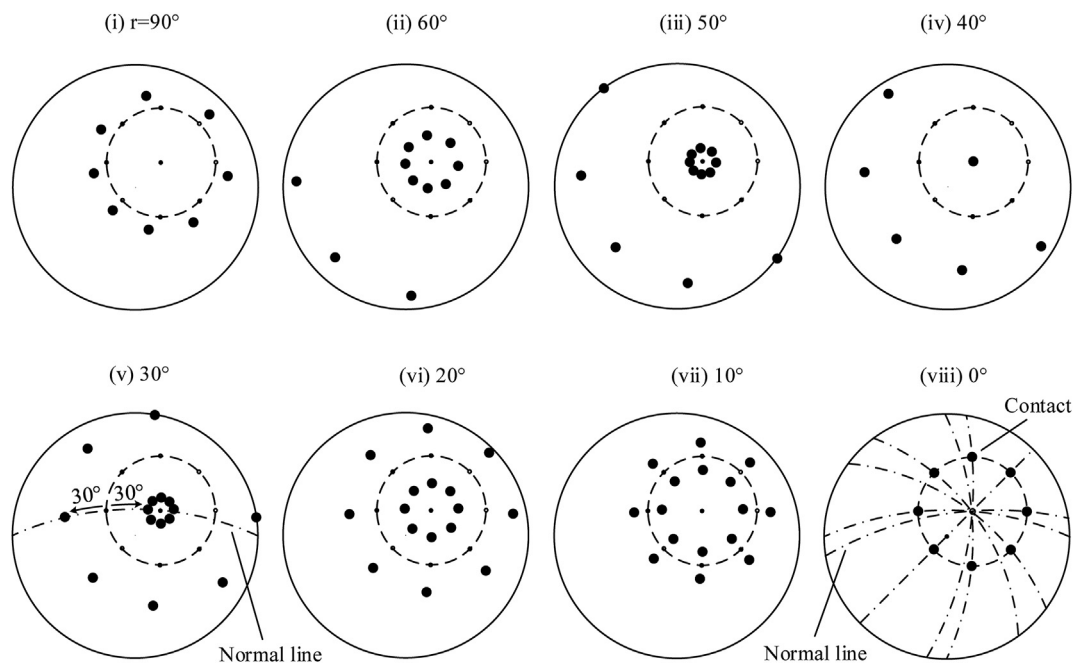 (i) r=90°
(ii) 60°
(iii) 50°
(iv) 40°
(v) 30°
(vi) 20°
(vii) 10°
(viii) 0°
Contact
30°
30°
Normal line
Normal line